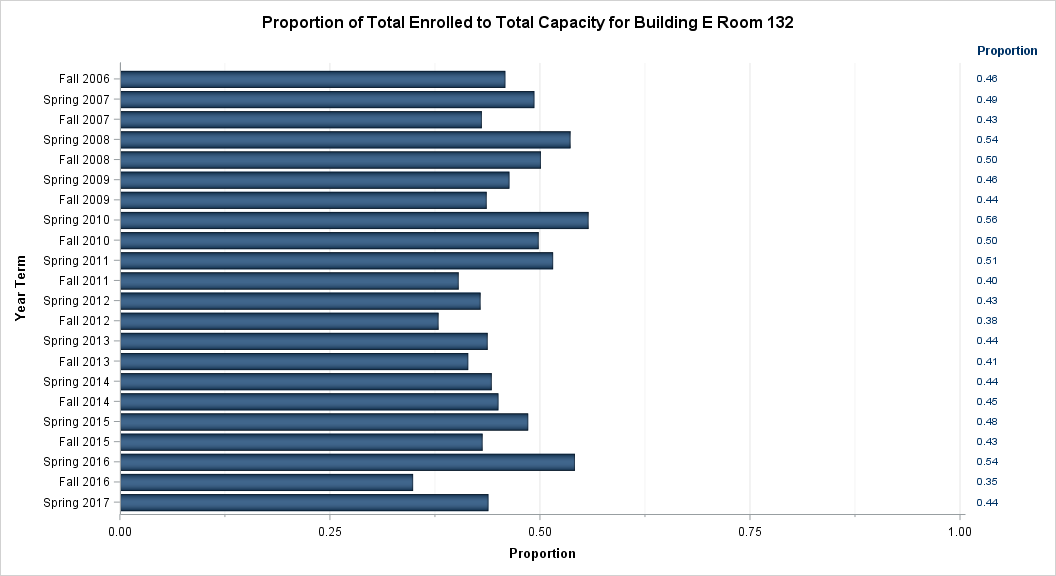 Proportion of Total Enrolled to Total Capacity for Building E Room 132
Proportion
Fall 2006 0.46
Spring 2007 0.49
Fall 2007 0.43
Spring 2008 0.54
Fall 2008 0.50
Spring 2009 0.46
Fall 2009 0.44
Spring 2010 0.56
Fall 2010 0.50
Spring 2011 0.51
Fall 2011 0.40
Spring 2012 0.43
Fall 2012 0.38
Spring 2013 0.44
Fall 2013 0.41
Spring 2014 0.44
Fall 2014 0.45
Spring 2015 0.48
Fall 2015 0.43
Spring 2016 0.54
Fall 2016 0.35
Spring 2017 0.44
Year Term
0.00 0.25 0.50 0.75 1.00
Proportion